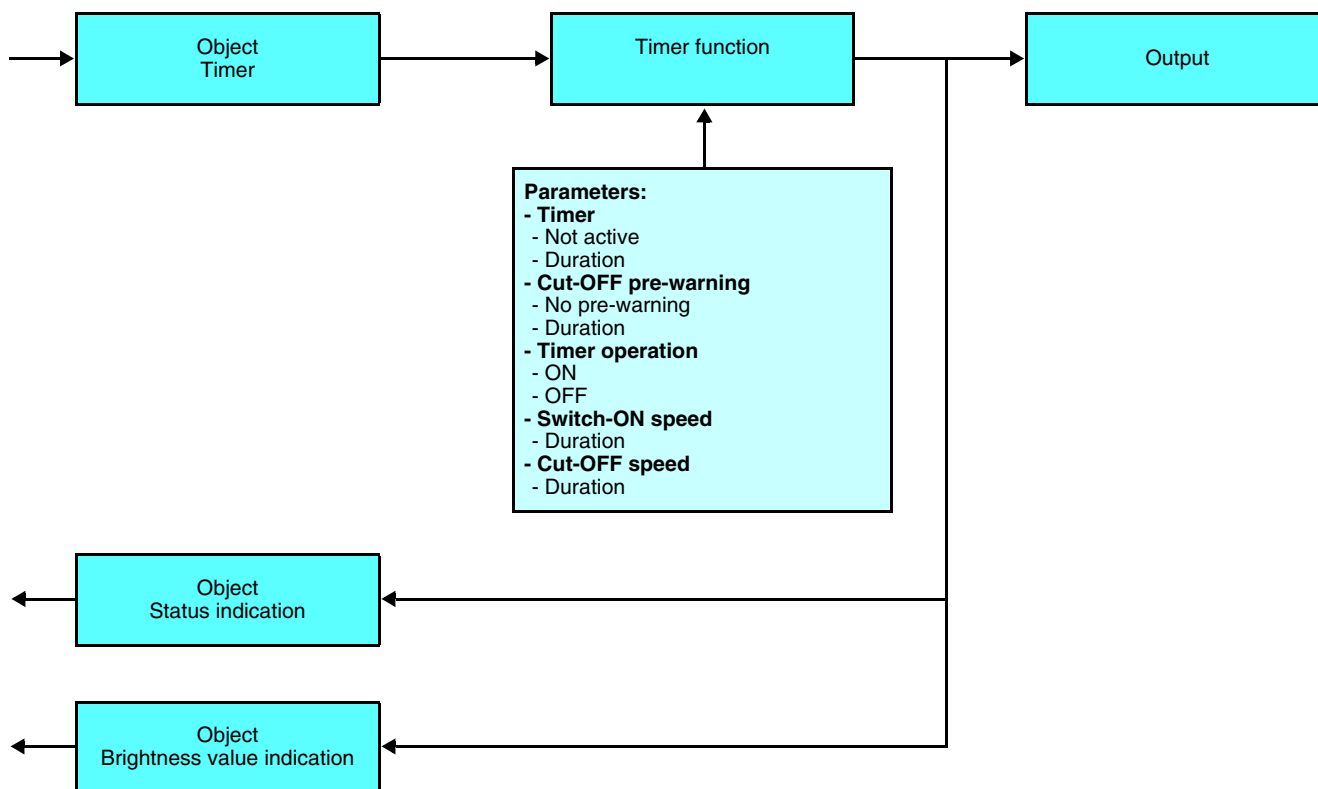 Object
Timer
Timer function
Output
Parameters:
- Timer
- Not active
- Duration
- Cut-OFF pre-warning
- No pre-warning
- Duration
- Timer operation
- ON
- OFF
- Switch-ON speed
- Duration
- Cut-OFF speed
- Duration
Object
Status indication
Object
Brightness value indication